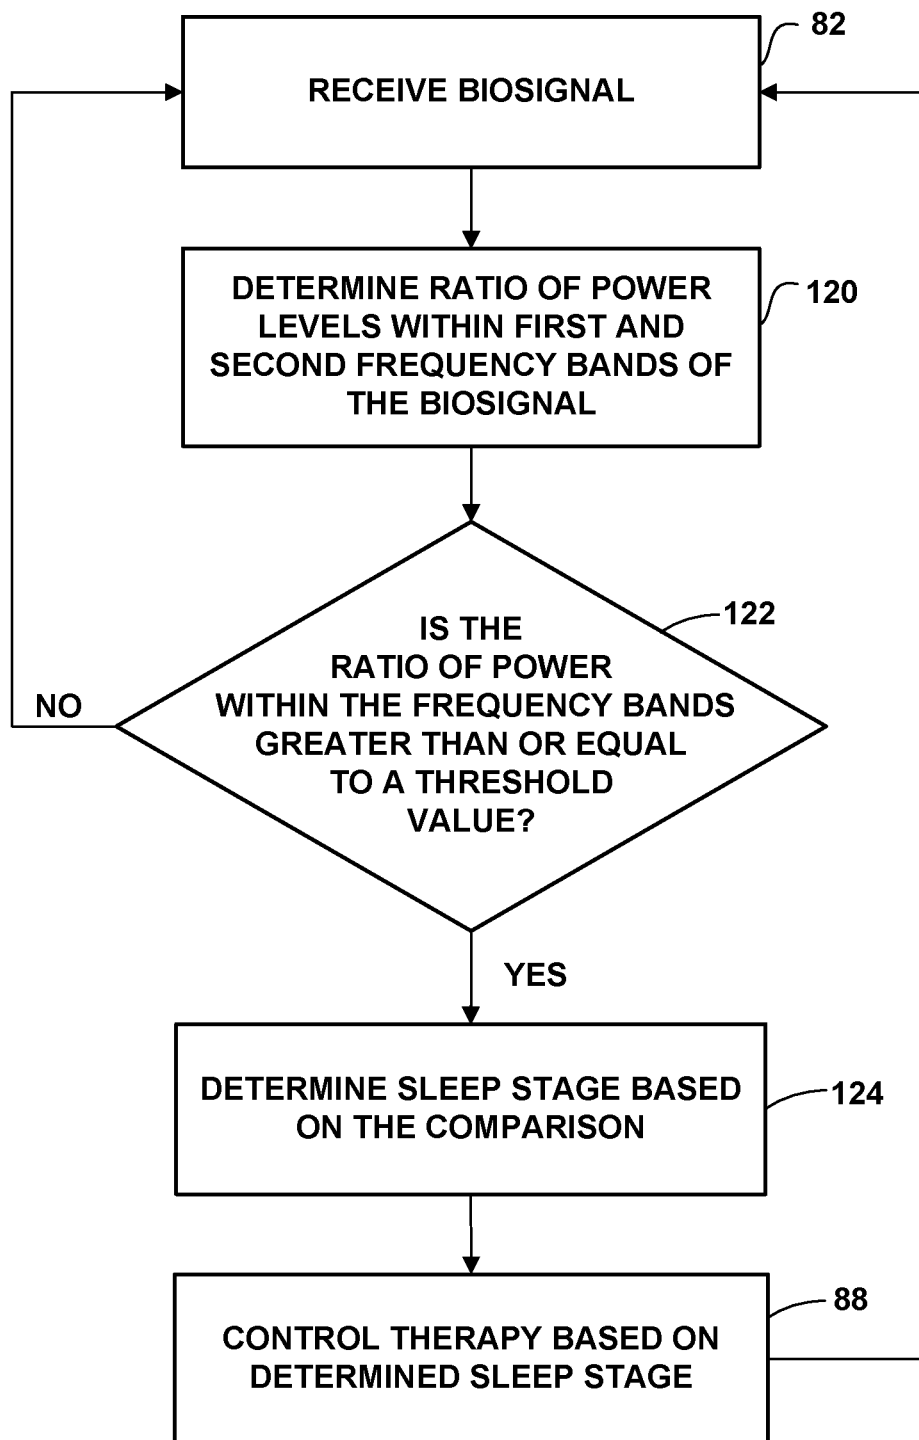 82
RECEIVE BIOSIGNAL
DETERMINE RATIO OF POWER
LEVELS WITHIN FIRST AND
SECOND FREQUENCY BANDS OF
THE BIOSIGNAL
120
IS THE
RATIO OF POWER
WITHIN THE FREQUENCY BANDS
GREATER THAN OR EQUAL
TO A THRESHOLD
VALUE?
122
NO
YES
DETERMINE SLEEP STAGE BASED
ON THE COMPARISON
124
88
CONTROL THERAPY BASED ON
DETERMINED SLEEP STAGE